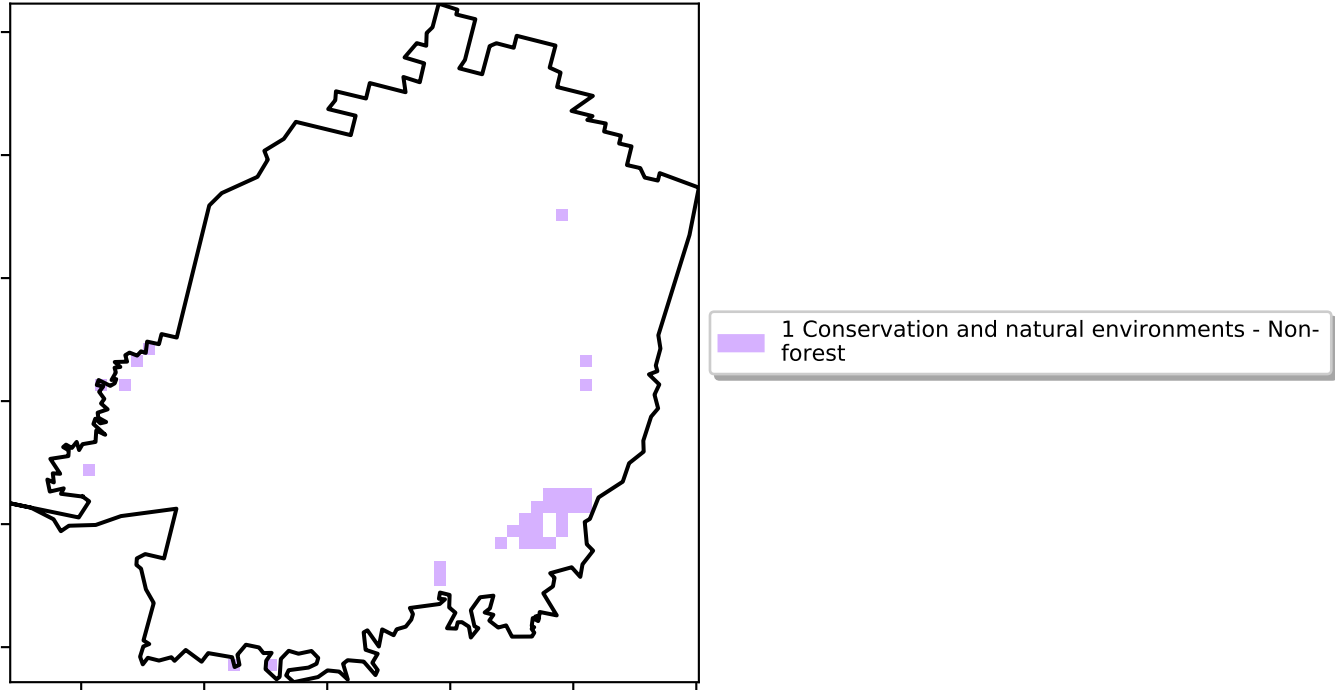 1 Conservation and natural environments - Non-
forest